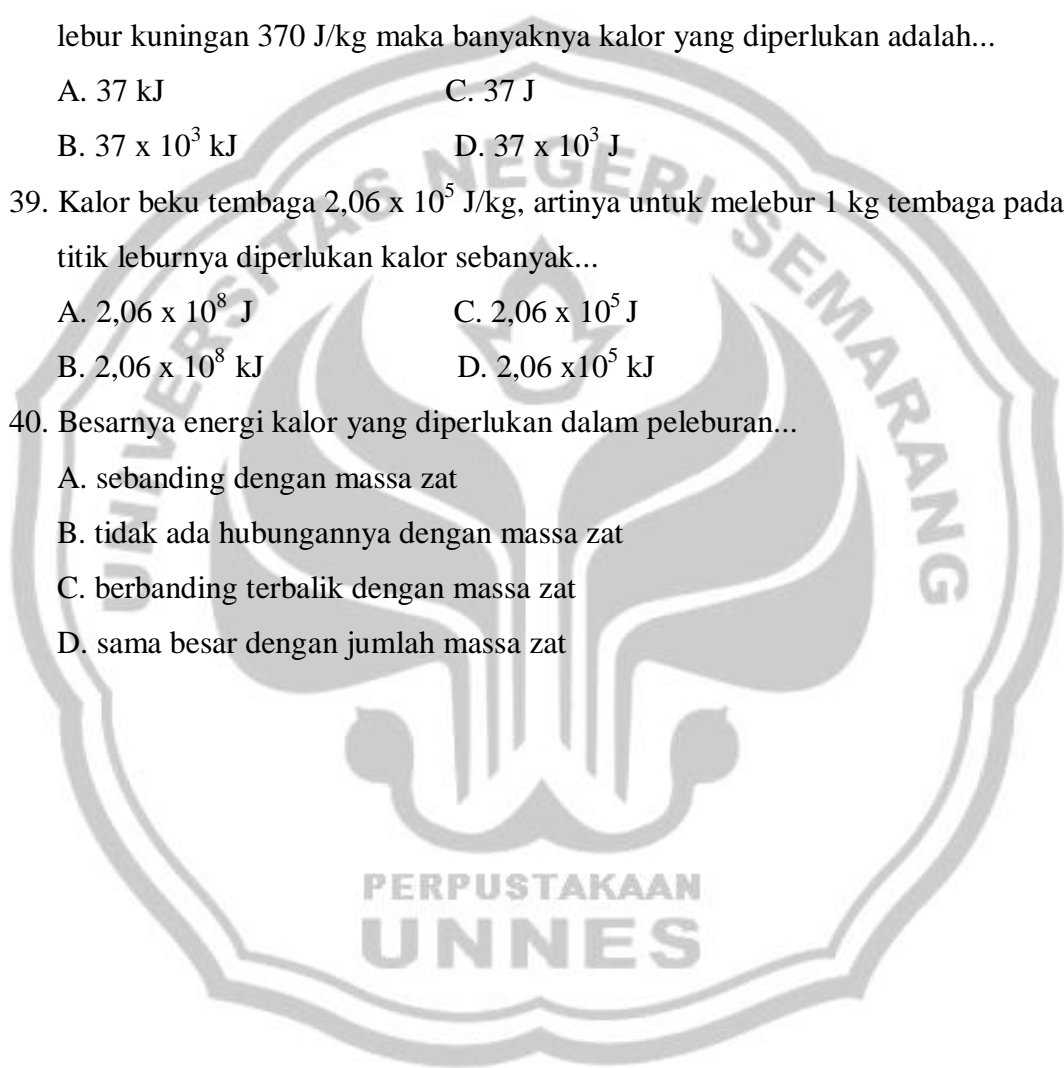 lebur kuningan 370 J/kg maka banyaknya kalor yang diperlukan adalah...
A. 37 kJ C. 37 J
B. 37 x 10³ kJ D. 37 x 10³ J
39. Kalor beku tembaga 2,06 x 10⁵ J/kg, artinya untuk melebur 1 kg tembaga pada
titik leburnya diperlukan kalor sebanyak...
A. 2,06 x 10⁸ J C. 2,06 x 10⁵ J
B. 2,06 x 10⁸ kJ D. 2,06 x10⁵ kJ
40. Besarnya energi kalor yang diperlukan dalam peleburan...
A. sebanding dengan massa zat
B. tidak ada hubungannya dengan massa zat
C. berbanding terbalik dengan massa zat
D. sama besar dengan jumlah massa zat
UNIVERSITAS NEGERI SEMARANG
PERPUSTAKAAN
UNNES